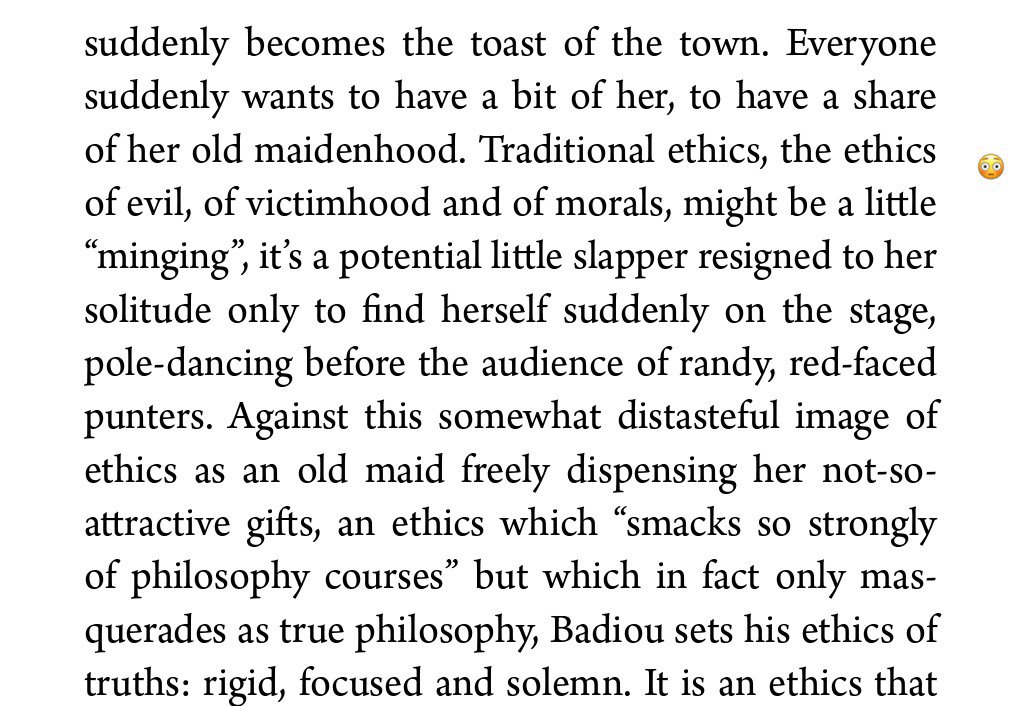 suddenly becomes the toast of the town. Everyone
suddenly wants to have a bit of her, to have a share
of her old maidenhood. Traditional ethics, the ethics
of evil, of victimhood and of morals, might be a little
“minging”, it’s a potential little slapper resigned to her
solitude only to find herself suddenly on the stage,
pole-dancing before the audience of randy, red-faced
punters. Against this somewhat distasteful image of
ethics as an old maid freely dispensing her not-so-
attractive gifts, an ethics which “smacks so strongly
of philosophy courses” but which in fact only mas-
querades as true philosophy, Badiou sets his ethics of
truths: rigid, focused and solemn. It is an ethics that